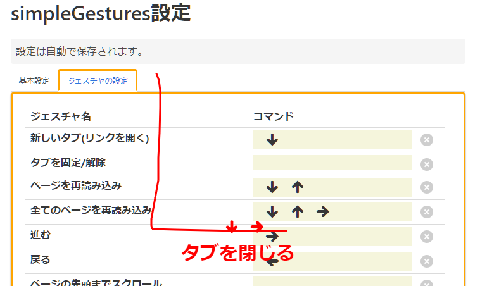 simpleGestures設定
設定は自動で保存されます。
基本設定 ジェスチャの設定
ジェスチャ名 コマンド
新しいタブ(リンクを開く) ↓
タブを固定/解除
ページを再読み込み ↓ ↑
全てのページを再読み込み ↓ ↑ →
↓ →
進む →
タブを閉じる
戻る ←
ページの先頭までスクロール